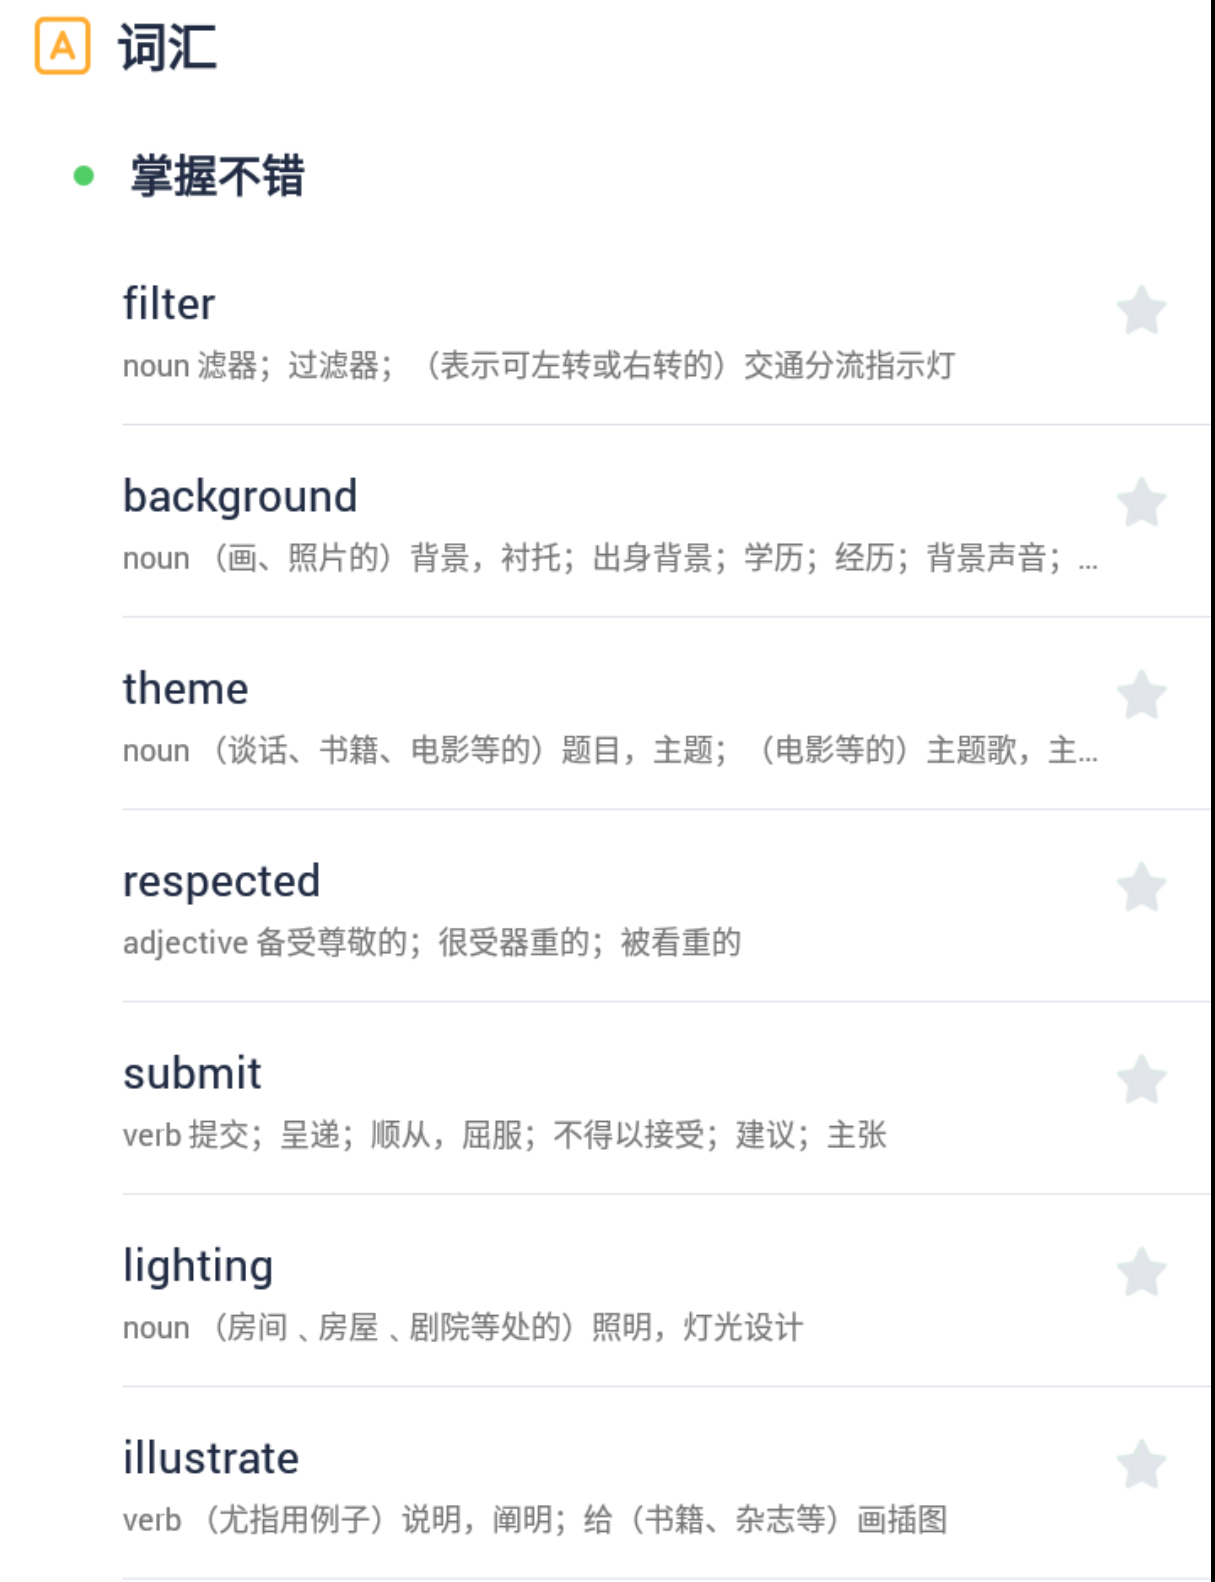 A 词汇
掌握不错
filter
noun 滤器；过滤器；（表示可左转或右转的）交通分流指示灯
background
noun （画、照片的）背景，衬托；出身背景；学历；经历；背景声音；...
theme
noun （谈话、书籍、电影等的）题目，主题；（电影等的）主题歌，主...
respected
adjective 备受尊敬的；很受器重的；被看重的
submit
verb 提交；呈递；顺从，屈服；不得以接受；建议；主张
lighting
noun （房间﹑房屋﹑剧院等处的）照明，灯光设计
illustrate
verb （尤指用例子）说明，阐明；给（书籍、杂志等）画插图